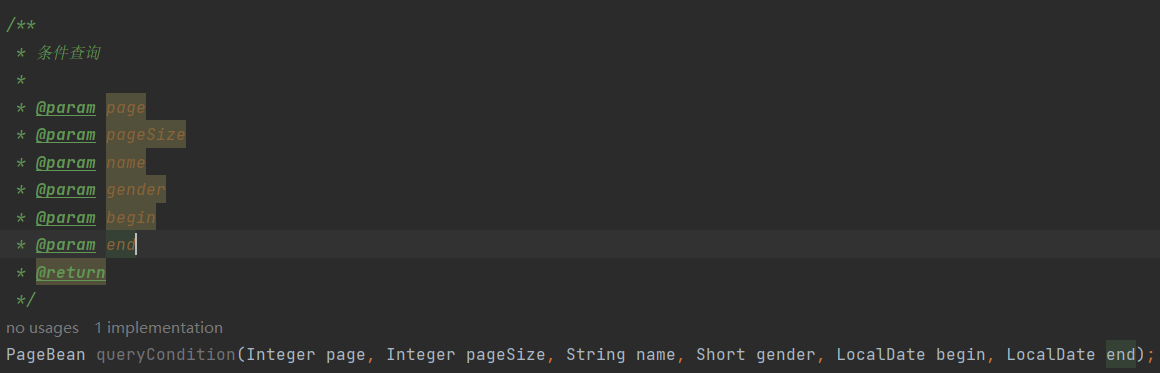 /**
* 条件查询
*
* @param page
* @param pageSize
* @param name
* @param gender
* @param begin
* @param end
* @return
*/
no usages 1 implementation
PageBean queryCondition(Integer page, Integer pageSize, String name, Short gender, LocalDate begin, LocalDate end);